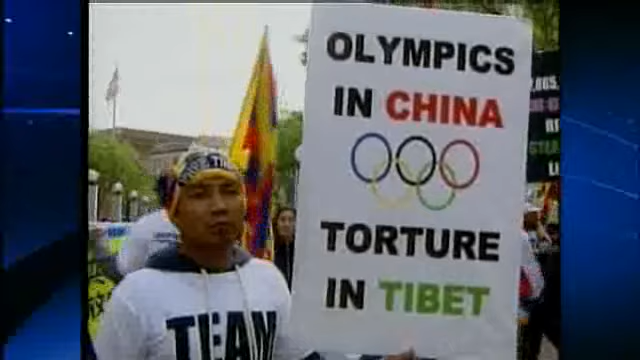 OLYMPICS
IN CHINA
TORTURE
IN TIBET
TEAM